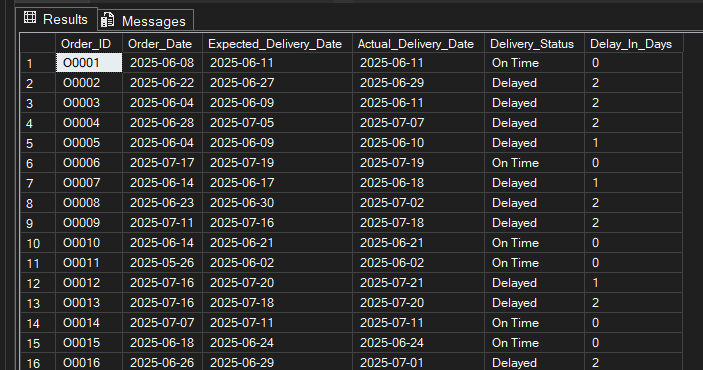 Results Messages
Order_ID Order_Date Expected_Delivery_Date Actual_Delivery_Date Delivery_Status Delay_In_Days
1 O0001 2025-06-08 2025-06-11 2025-06-11 On Time 0
2 O0002 2025-06-22 2025-06-27 2025-06-29 Delayed 2
3 O0003 2025-06-04 2025-06-09 2025-06-11 Delayed 2
4 O0004 2025-06-28 2025-07-05 2025-07-07 Delayed 2
5 O0005 2025-06-04 2025-06-09 2025-06-10 Delayed 1
6 O0006 2025-07-17 2025-07-19 2025-07-19 On Time 0
7 O0007 2025-06-14 2025-06-17 2025-06-18 Delayed 1
8 O0008 2025-06-23 2025-06-30 2025-07-02 Delayed 2
9 O0009 2025-07-11 2025-07-16 2025-07-18 Delayed 2
10 O0010 2025-06-14 2025-06-21 2025-06-21 On Time 0
11 O0011 2025-05-26 2025-06-02 2025-06-02 On Time 0
12 O0012 2025-07-16 2025-07-20 2025-07-21 Delayed 1
13 O0013 2025-07-16 2025-07-18 2025-07-20 Delayed 2
14 O0014 2025-07-07 2025-07-11 2025-07-11 On Time 0
15 O0015 2025-06-18 2025-06-24 2025-06-24 On Time 0
16 O0016 2025-06-26 2025-06-29 2025-07-01 Delayed 2